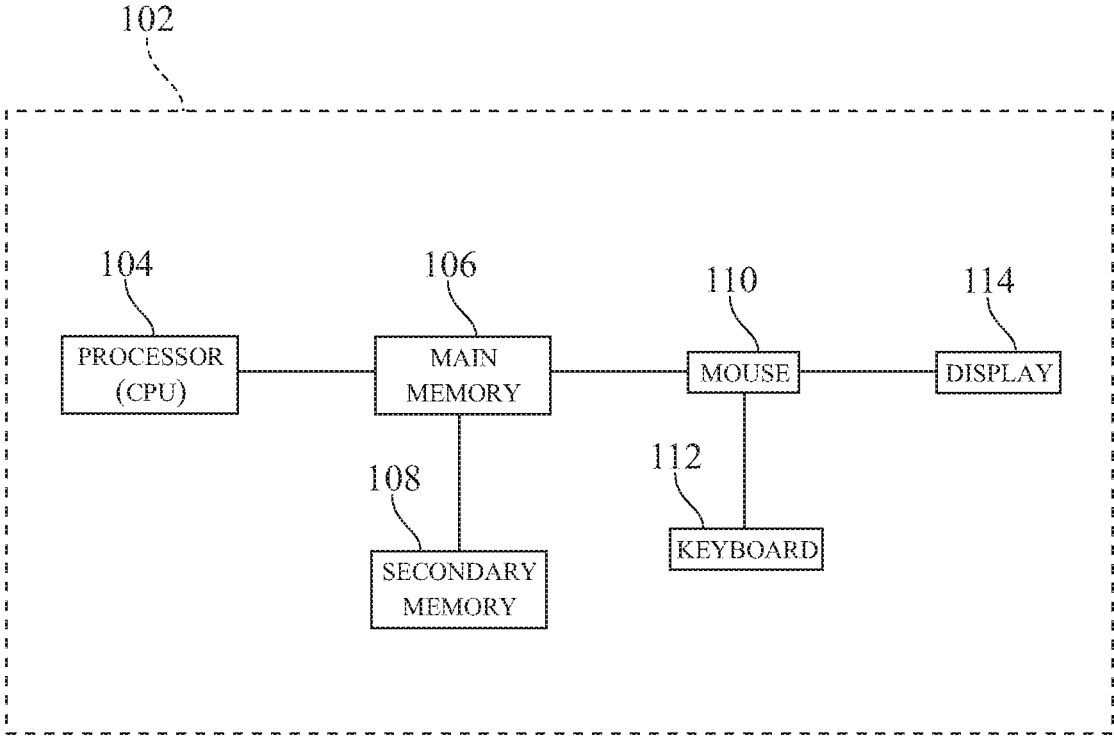 102
104
106
110
114
PROCESSOR
(CPU)
MAIN
MEMORY
MOUSE
DISPLAY
108
112
SECONDARY
MEMORY
KEYBOARD